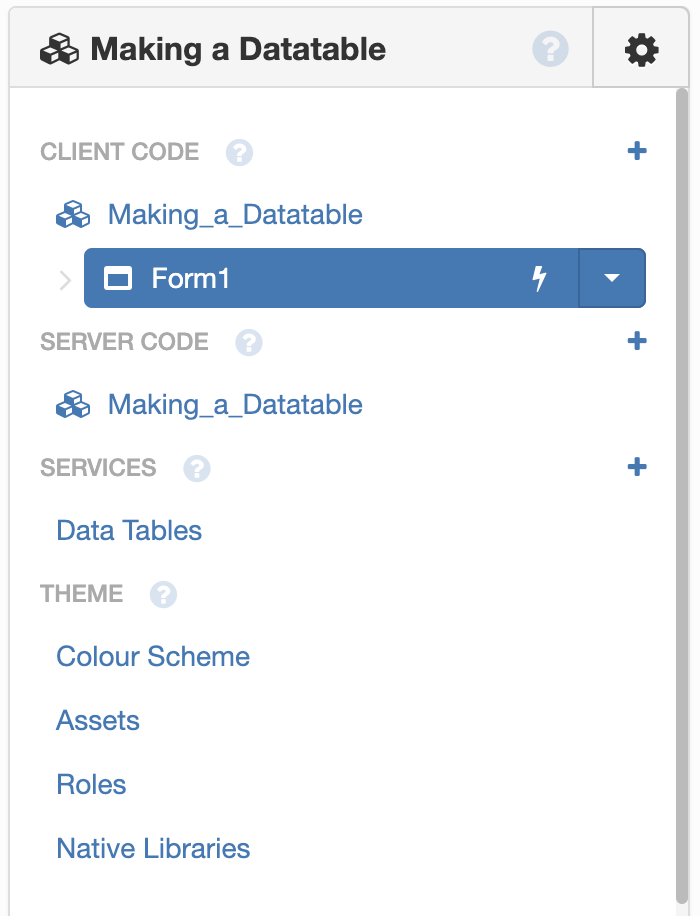 Making a Datatable ?
CLIENT CODE ? +
Making_a_Datatable
Form1
SERVER CODE ? +
Making_a_Datatable
SERVICES ? +
Data Tables
THEME ?
Colour Scheme
Assets
Roles
Native Libraries